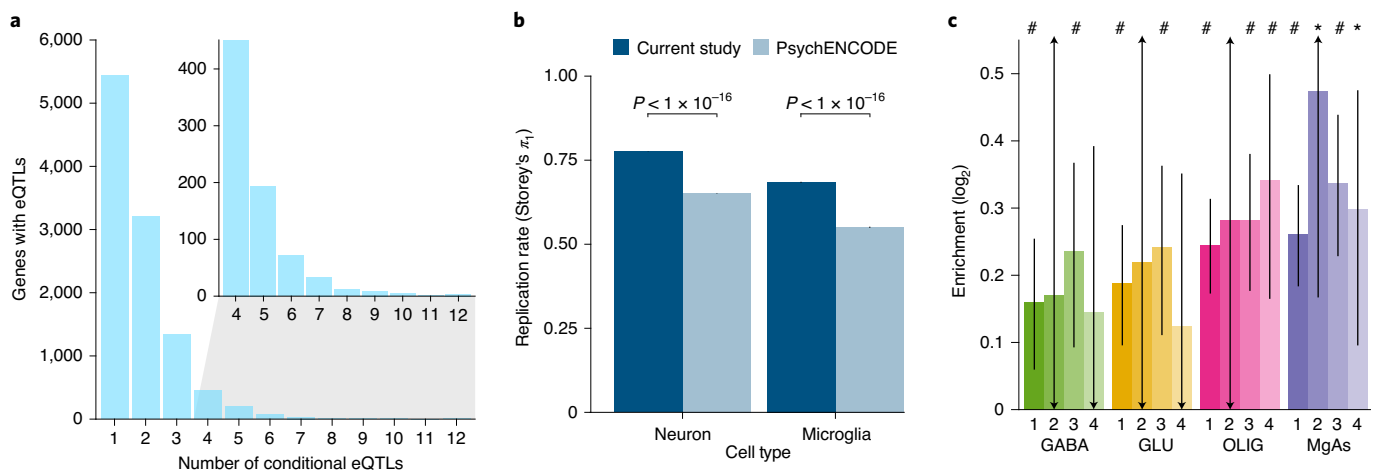 a
6,000
5,000
4,000
3,000
2,000
1,000
0
Genes with eQTLs
1 2 3 4 5 6 7 8 9 10 11 12
Number of conditional eQTLs
400
300
200
100
0
4 5 6 7 8 9 10 11 12
b
Current study PsychENCODE
1.00
0.75
0.50
0.25
0
Replication rate (Storey's π₁)
P < 1 × 10⁻¹⁶ P < 1 × 10⁻¹⁶
Neuron Microglia
Cell type
c
# # # # # # # # * # *
0.5
0.4
0.3
0.2
0.1
0
Enrichment (log₂)
1 2 3 4 1 2 3 4 1 2 3 4 1 2 3 4
GABA GLU OLIG MgAs